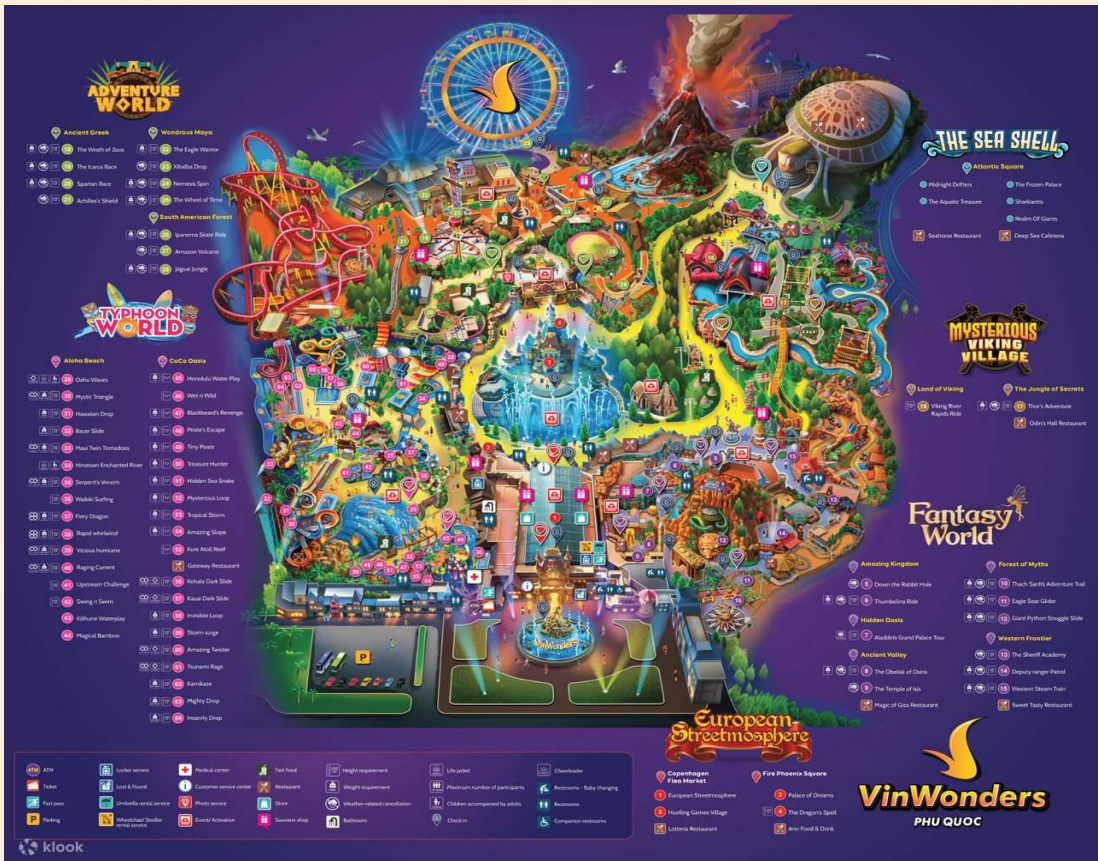 ADVENTURE
WORLD
Ancient Greek
18 The Wrath of Zeus
19 The Icarus Race
20 Spartan Race
21 Achilles's Shield
Wondrous Maya
22 The Eagle Warrior
23 Xibalba Drop
24 Nemesis Spin
25 The Wheel of Time
South American Forest
26 Ipanema Skate Ride
27 Amazon Volcano
28 Jaguar Jungle
TYPHOON
WORLD
Aloha Beach
29 Oahu Waves
30 Mystic Triangle
31 Hawaiian Drop
32 Racer Slide
33 Maui Twin Tornadoes
34 Hinatuan Enchanted River
35 Serpent's Venom
36 Waikiki Surfing
37 Fiery Dragon
38 Rapid whirlwind
39 Vicious hurricane
40 Raging Current
41 Upstream Challenge
42 Swing n Swim
43 Kilihune Waterplay
44 Magical Bamboo
CoCo Oasis
45 Honolulu Water Play
46 Wet n Wild
47 Blackbeard's Revenge
48 Pirate's Escape
49 Tiny Pirate
50 Treasure Hunter
51 Hidden Sea Snake
52 Mysterious Loop
53 Tropical Storm
54 Amazing Slope
55 Kure Atoll Reef
Gateway Restaurant
56 Kohala Dark Slide
57 Kauai Dark Slide
58 Invisible Loop
59 Storm surge
60 Amazing Twister
61 Tsunami Rage
62 Kamikaze
63 Mighty Drop
64 Insanity Drop
THE SEA SHELL
Atlantic Square
Midnight Drifters
The Aquatic Treasure
Seahorse Restaurant
The Frozen Palace
Sharklantis
Realm Of Giants
Deep Sea Cafeteria
MYSTERIOUS
VIKING
VILLAGE
Land of Viking
16 Viking River
Rapids Ride
The Jungle of Secrets
17 Thor's Adventure
Odin's Hall Restaurant
Fantasy
World
Amazing Kingdom
5 Down the Rabbit Hole
6 Thumbelina Ride
Hidden Oasis
7 Aladdin's Grand Palace Tour
Ancient Valley
8 The Obelisk of Osiris
9 The Temple of Isis
Magic of Giza Restaurant
Forest of Myths
10 Thach Sanh's Adventure Trail
11 Eagle Soar Glider
12 Giant Python Struggle Slide
Western Frontier
13 The Sheriff Academy
14 Deputy ranger Patrol
15 Western Steam Train
Sweet Tasty Restaurant
VinWonders
P
European
Streetmosphere
Copenhagen
Flea Market
1 European Streetmosphere
2 Hustling Games Village
Lotteria Restaurant
Fire Phoenix Square
3 Palace of Dreams
4 The Dragon's Spell
Ann Food & Drink
VinWonders
PHU QUOC
ATM ATM
Ticket
Fast pass
P Parking
Locker service
Lost & Found
Umbrella rental service
Wheelchair/ Stroller
rental service
Medical center
Customer service center
Photo service
Event/ Activation
Fast food
Restaurant
Store
Souvenir shop
Height requirement
Weight requirement
Weather-related cancellation
Bathroom
Life jacket
Maximum number of participants
Children accompanied by adults
Check in
Cheerleader
Restrooms - Baby changing
Restrooms
Companion restrooms
klook